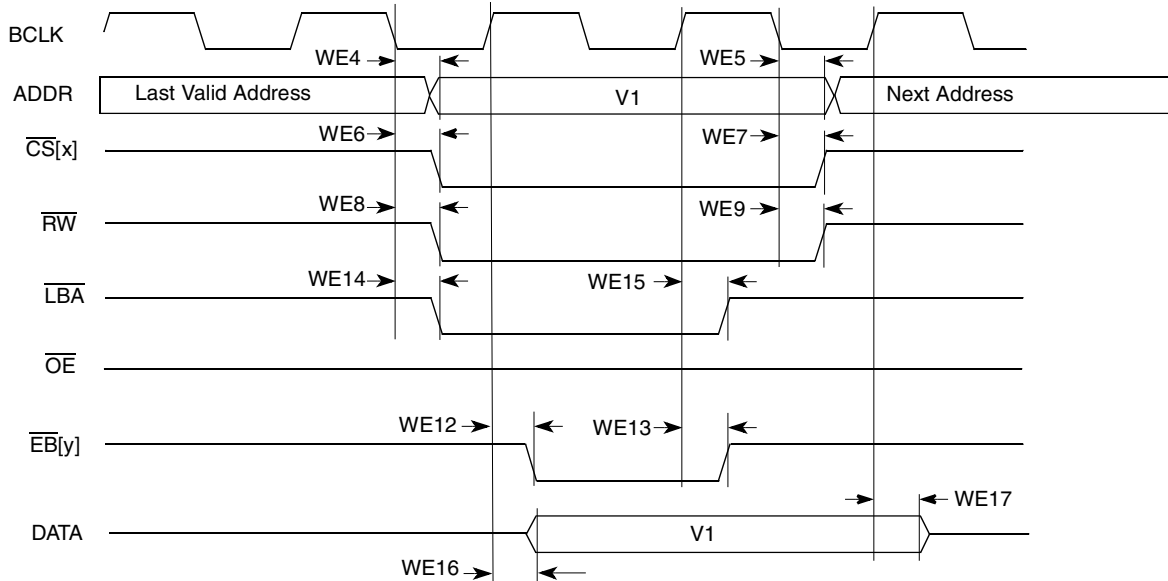 BCLK
WE4
WE5
ADDR
Last Valid Address
V1
Next Address
WE6
WE7
CS[x]
WE8
WE9
RW
WE14
WE15
LBA
OE
WE12
WE13
EB[y]
WE17
DATA
V1
WE16